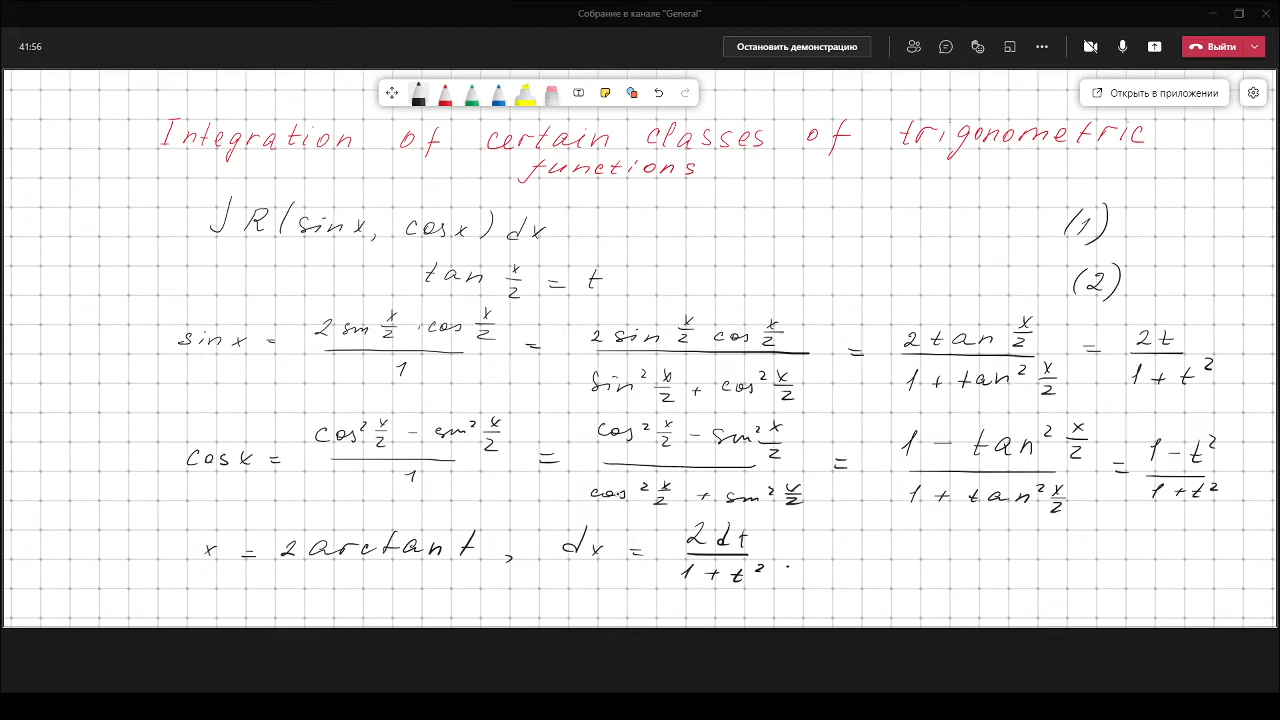 Собрание в канале "General"
41:56
Остановить демонстрацию
Выйти
Открыть в приложении
Integration of certain classes of trigonometric
functions
∫ R(sin x, cos x) dx (1)
tan x/2 = t (2)
sin x = (2 sin x/2 · cos x/2)/1 = (2 sin x/2 cos x/2)/(sin² x/2 + cos² x/2) = (2 tan x/2)/(1 + tan² x/2) = 2t/(1 + t²)
cos x = (cos² x/2 − sin² x/2)/1 = (cos² x/2 − sin² x/2)/(cos² x/2 + sin² x/2) = (1 − tan² x/2)/(1 + tan² x/2) = (1 − t²)/(1 + t²)
x = 2 arctan t, dx = 2dt/(1 + t²).